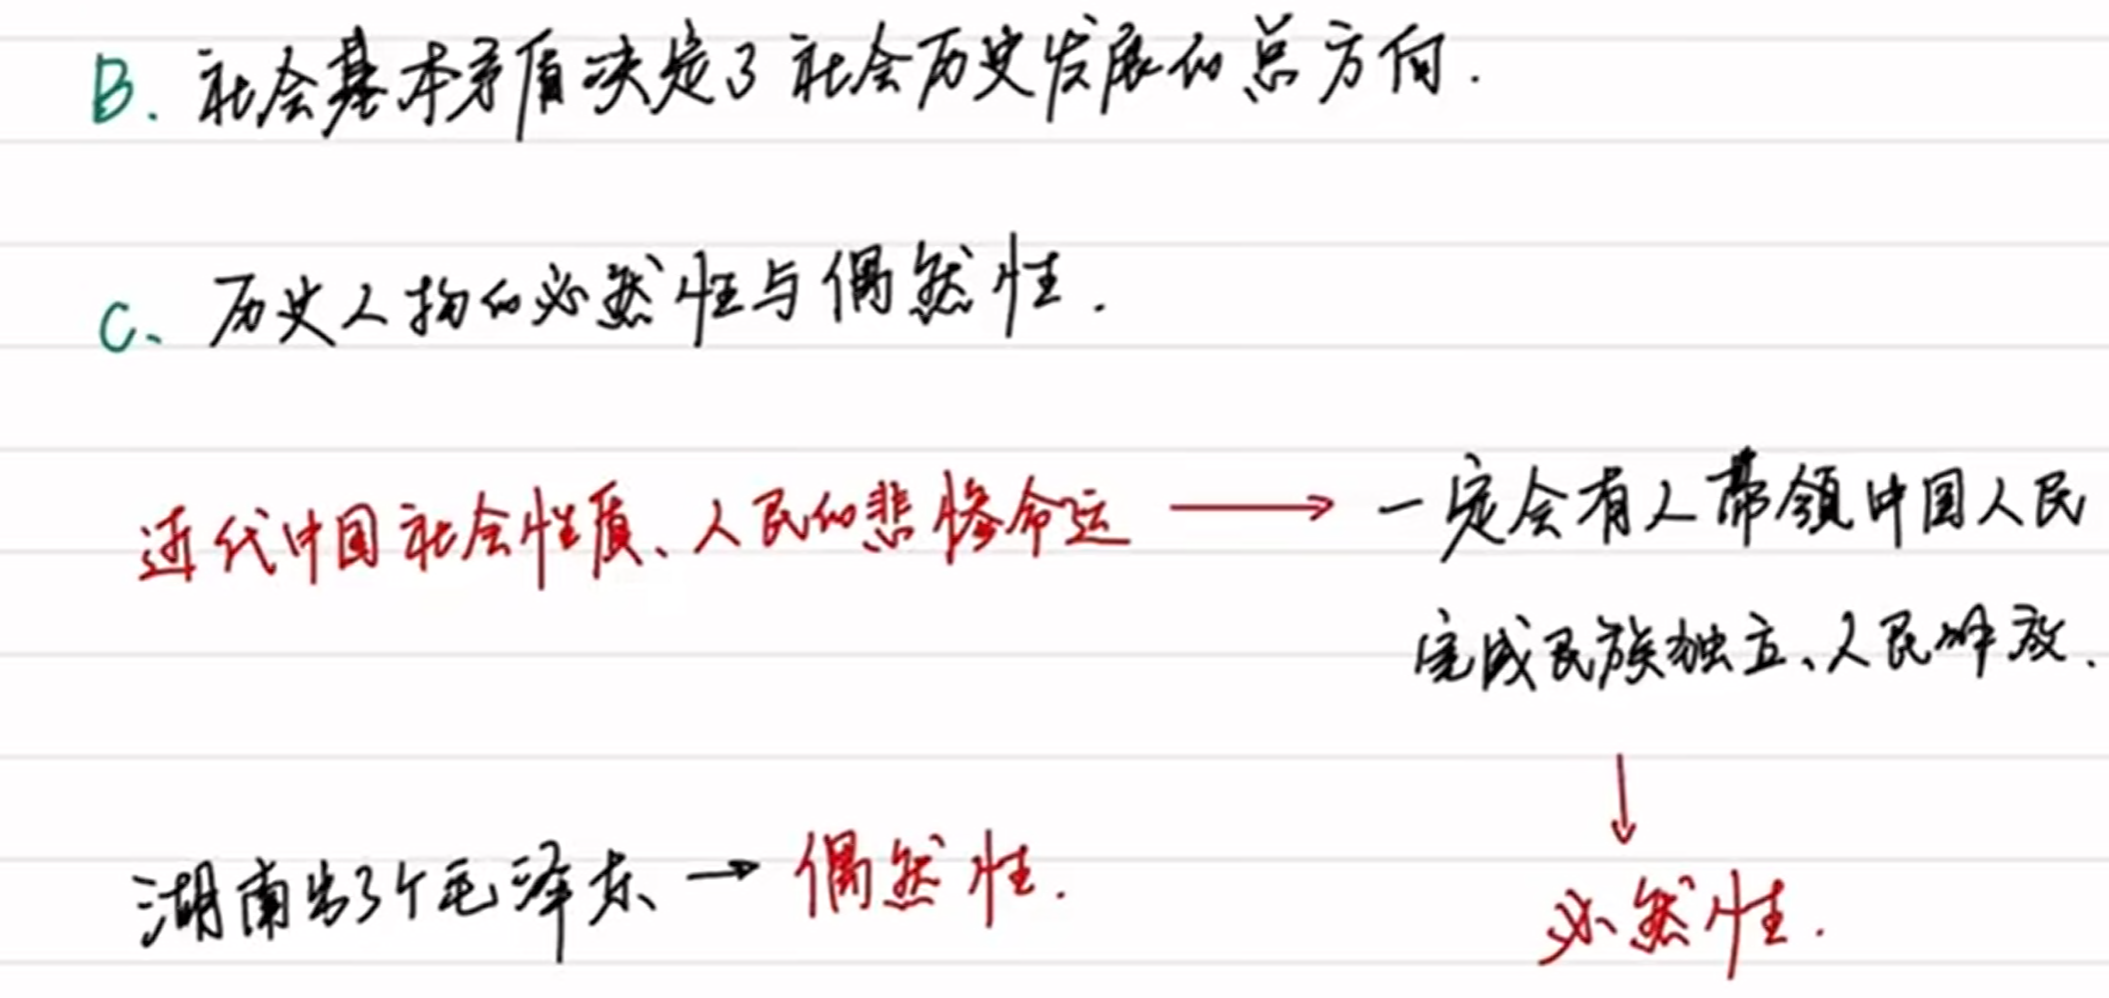 B. 社会基本矛盾决定了社会历史发展的总方向.
C、历史人物的必然性与偶然性.
近代中国社会性质、人民的悲惨命运 → 一定会有人带领中国人民
完成民族独立、人民解放.
↓
湖南出了个毛泽东 → 偶然性.
必然性.